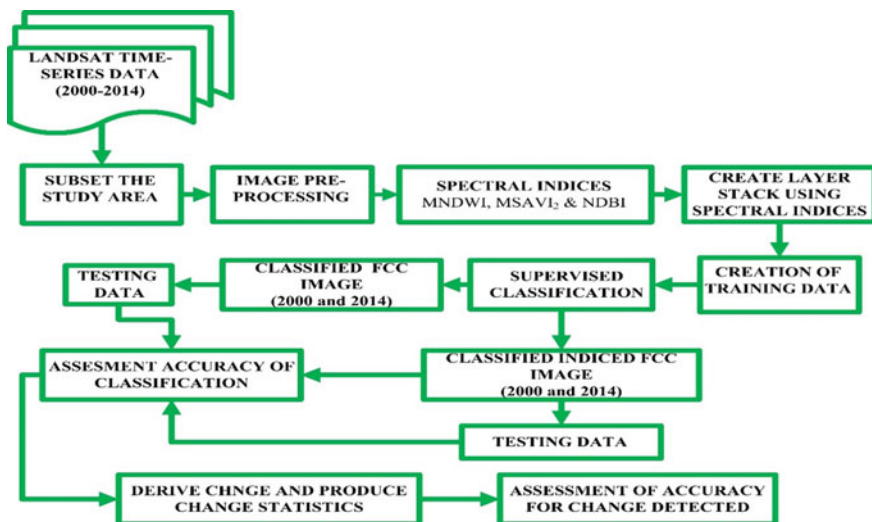 LANDSAT TIME-
SERIES DATA
(2000-2014)
SUBSET THE
STUDY AREA
IMAGE PRE-
PROCESSING
SPECTRAL INDICES
MNDWI, MSAVI₂ & NDBI
CREATE LAYER
STACK USING
SPECTRAL INDICES
TESTING
DATA
CLASSIFIED FCC
IMAGE
(2000 and 2014)
SUPERVISED
CLASSIFICATION
CREATION OF
TRAINING DATA
ASSESMENT ACCURACY OF
CLASSIFICATION
CLASSIFIED INDICED FCC
IMAGE
(2000 and 2014)
TESTING DATA
DERIVE CHNGE AND PRODUCE
CHANGE STATISTICS
ASSESSMENT OF ACCURACY
FOR CHANGE DETECTED